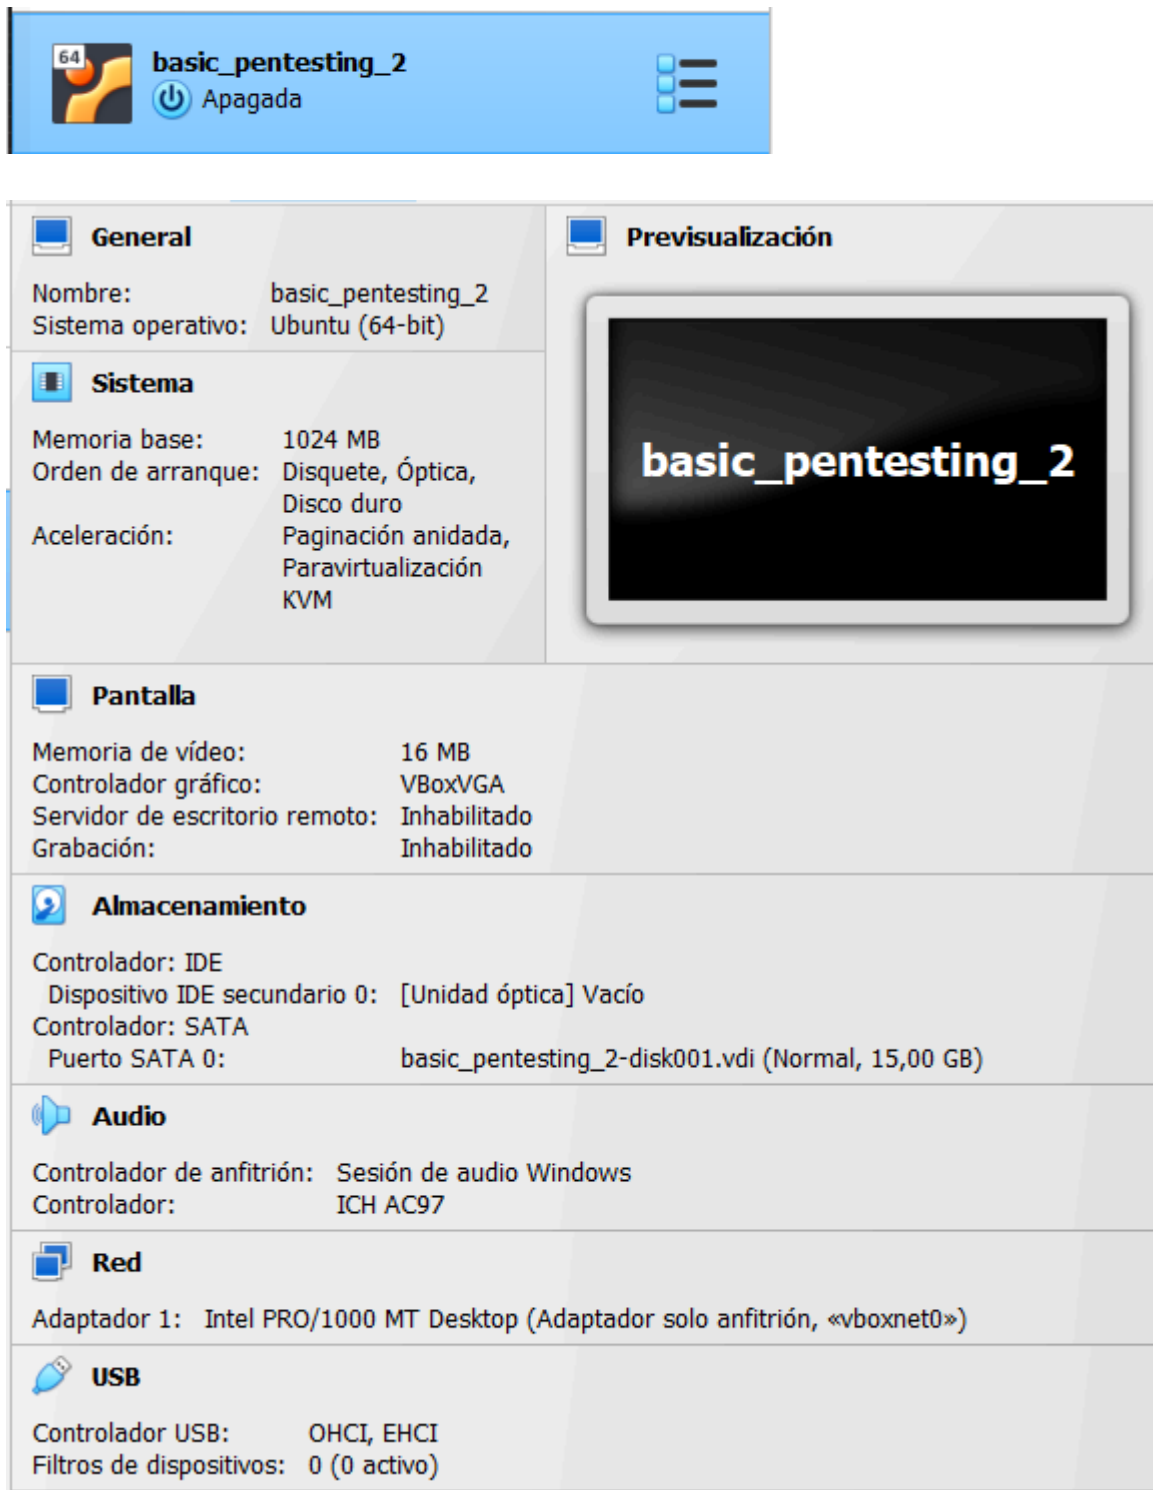 64
basic_pentesting_2
Apagada
General
Nombre: basic_pentesting_2
Sistema operativo: Ubuntu (64-bit)
Previsualización
basic_pentesting_2
Sistema
Memoria base: 1024 MB
Orden de arranque: Disquete, Óptica,
Disco duro
Aceleración: Paginación anidada,
Paravirtualización
KVM
Pantalla
Memoria de vídeo: 16 MB
Controlador gráfico: VBoxVGA
Servidor de escritorio remoto: Inhabilitado
Grabación: Inhabilitado
Almacenamiento
Controlador: IDE
Dispositivo IDE secundario 0: [Unidad óptica] Vacío
Controlador: SATA
Puerto SATA 0: basic_pentesting_2-disk001.vdi (Normal, 15,00 GB)
Audio
Controlador de anfitrión: Sesión de audio Windows
Controlador: ICH AC97
Red
Adaptador 1: Intel PRO/1000 MT Desktop (Adaptador solo anfitrión, «vboxnet0»)
USB
Controlador USB: OHCI, EHCI
Filtros de dispositivos: 0 (0 activo)